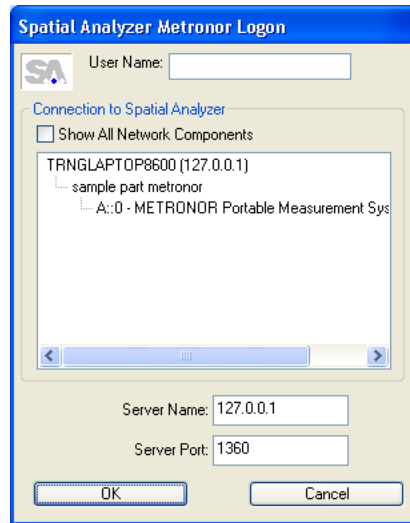 Spatial Analyzer Metronor Logon
SA
User Name:
Connection to Spatial Analyzer
Show All Network Components
TRNGLAPTOP8600 (127.0.0.1)
sample part metronor
A::0 - METRONOR Portable Measurement Sys
Server Name: 127.0.0.1
Server Port: 1360
OK Cancel